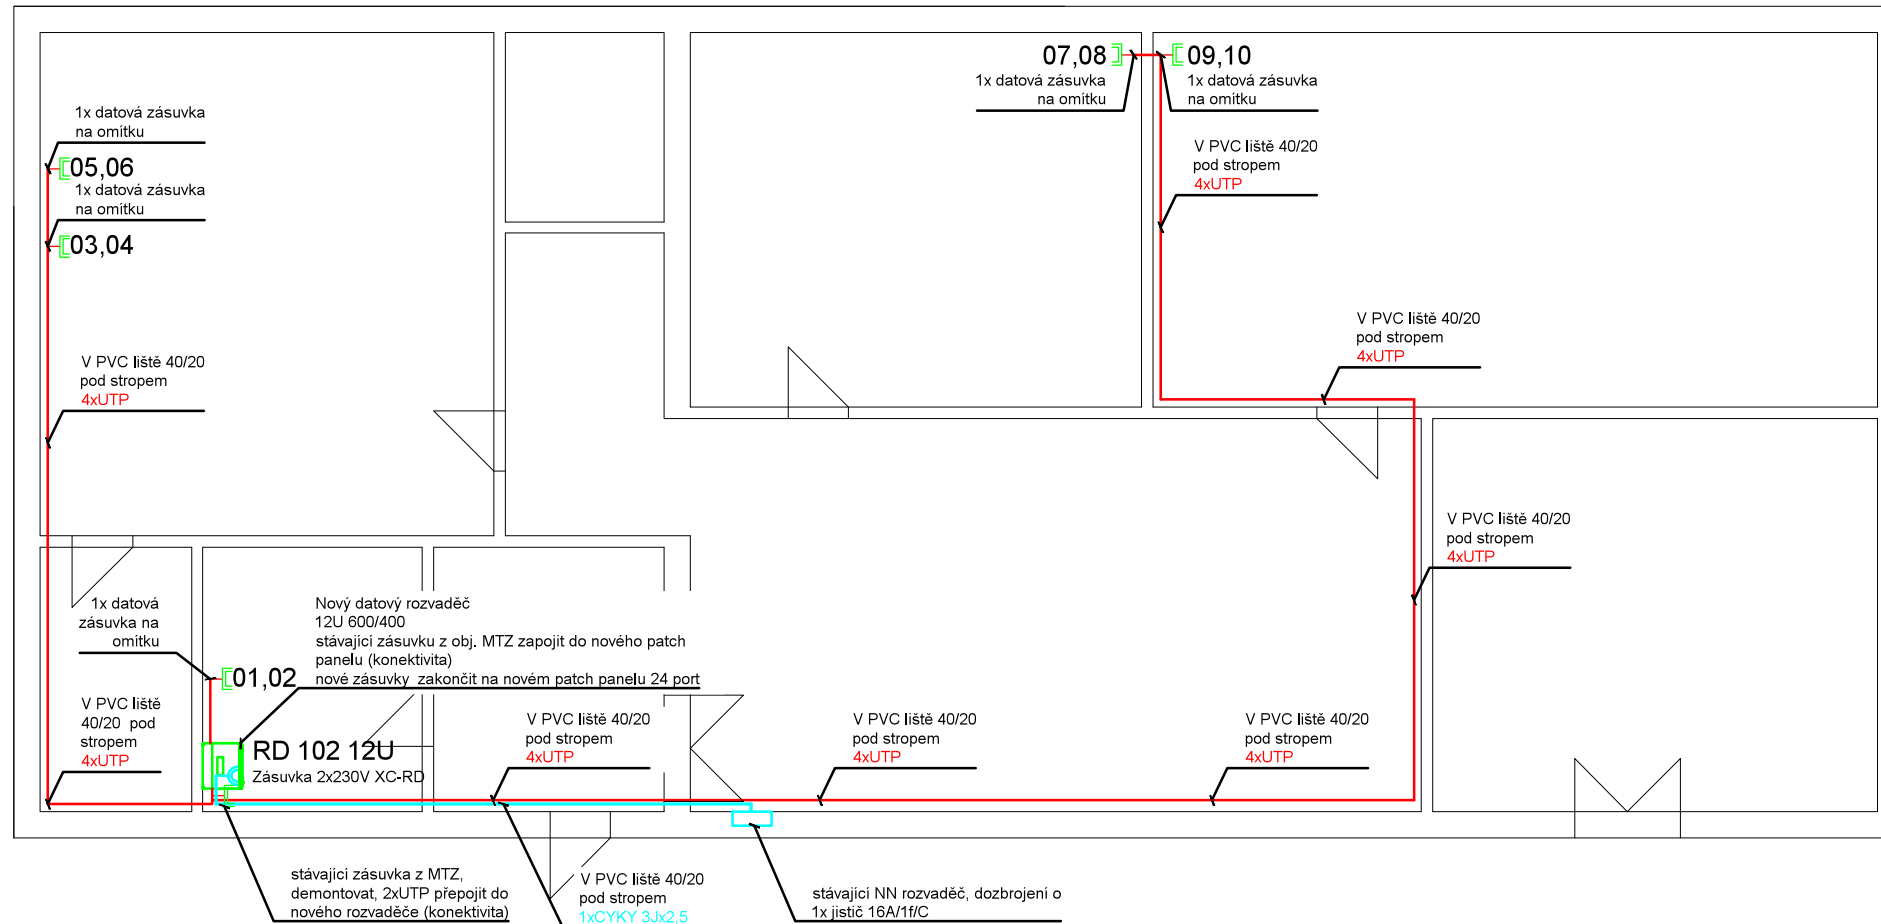 07,08
1x datová zásuvka
na omítku
09,10
1x datová zásuvka
na omítku
1x datová zásuvka
na omítku
05,06
1x datová zásuvka
na omítku
03,04
V PVC liště 40/20
pod stropem
4xUTP
V PVC liště 40/20
pod stropem
4xUTP
V PVC liště 40/20
pod stropem
4xUTP
V PVC liště 40/20
pod stropem
4xUTP
1x datová
zásuvka na
omítku
01,02
Nový datový rozvaděč
12U 600/400
stávající zásuvku z obj. MTZ zapojit do nového patch
panelu (konektivita)
nové zásuvky zakončit na novém patch panelu 24 port
V PVC liště
40/20 pod
stropem
4xUTP
RD 102 12U
Zásuvka 2x230V XC-RD
V PVC liště 40/20
pod stropem
4xUTP
V PVC liště 40/20
pod stropem
4xUTP
V PVC liště 40/20
pod stropem
4xUTP
stávající zásuvka z MTZ,
demontovat, 2xUTP přepojit do
nového rozvaděče (konektivita)
V PVC liště 40/20
pod stropem
1xCYKY 3Jx2,5
stávající NN rozvaděč, dozbrojení o
1x jistič 16A/1f/C